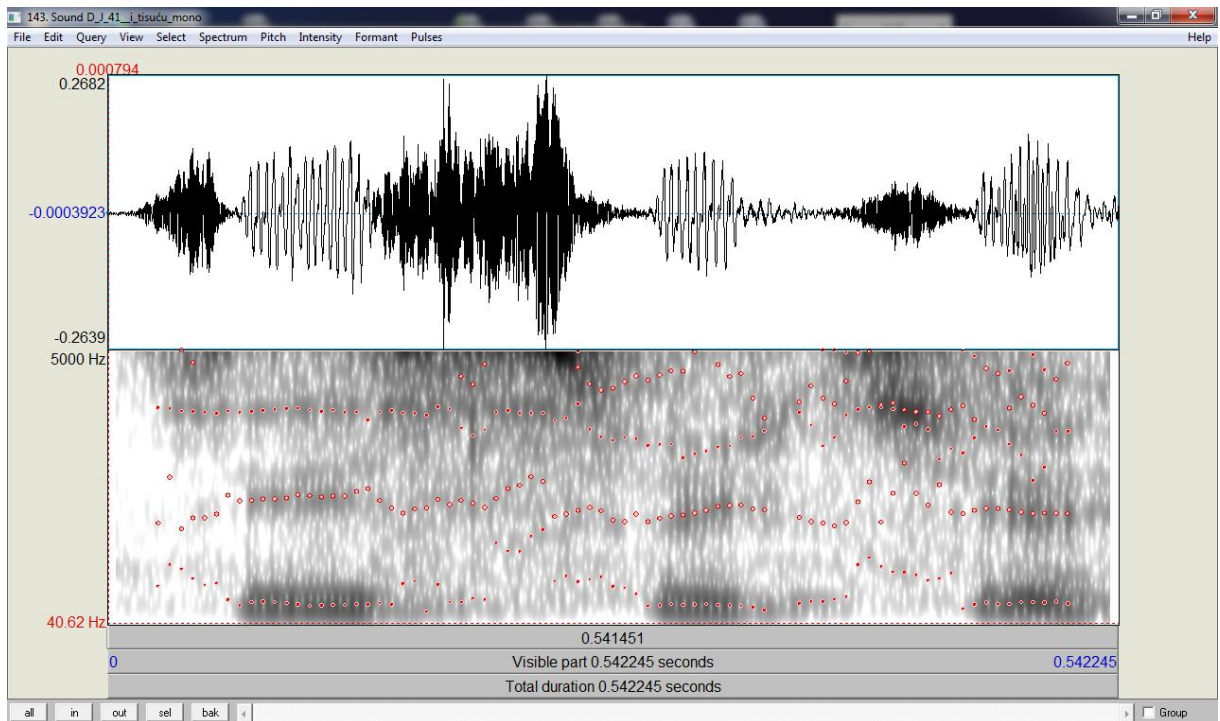 143. Sound D_J_41__i_tisuću_mono
File Edit Query View Select Spectrum Pitch Intensity Formant Pulses Help
0.000794
0.2682
-0.0003923
-0.2639
5000 Hz
40.62 Hz
0.541451
0 Visible part 0.542245 seconds 0.542245
Total duration 0.542245 seconds
all in out sel bak Group